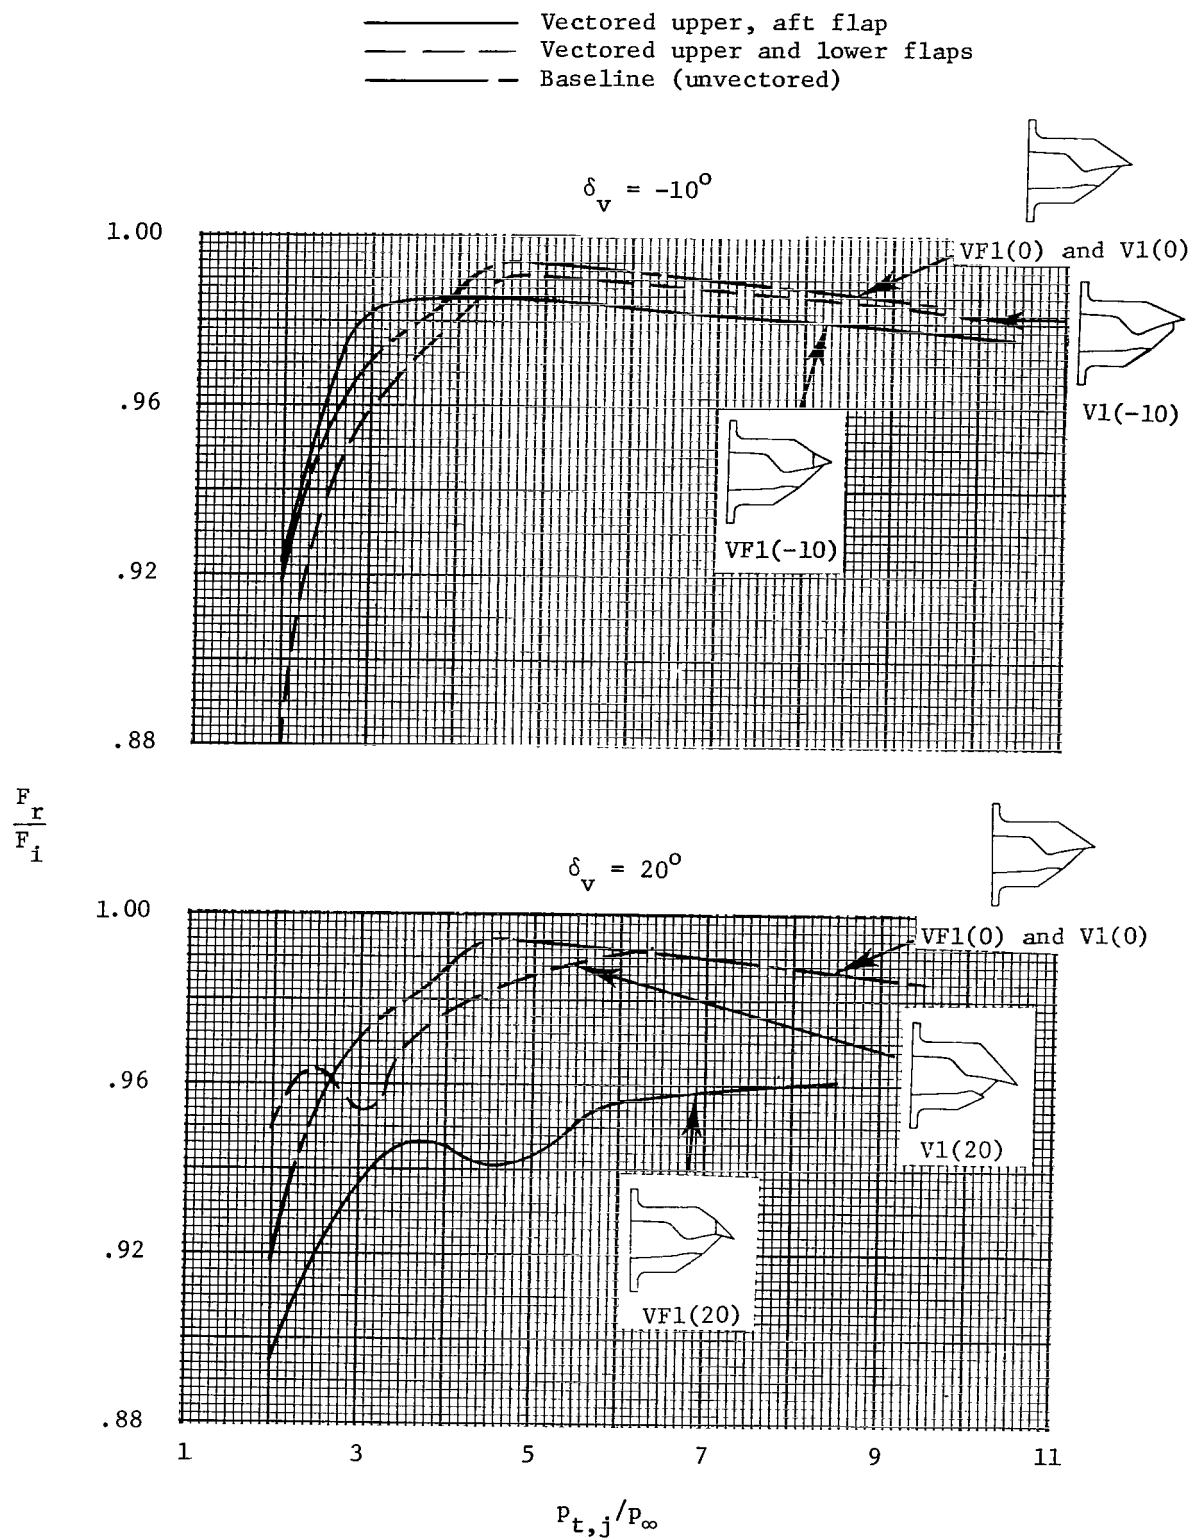 Vectored upper, aft flap
Vectored upper and lower flaps
Baseline (unvectored)
δv = -10°
1.00
VF1(0) and V1(0)
.96
V1(-10)
VF1(-10)
.92
.88
Fr
Fi
δv = 20°
1.00
VF1(0) and V1(0)
.96
V1(20)
.92
VF1(20)
.88
1 3 5 7 9 11
pt,j/p∞